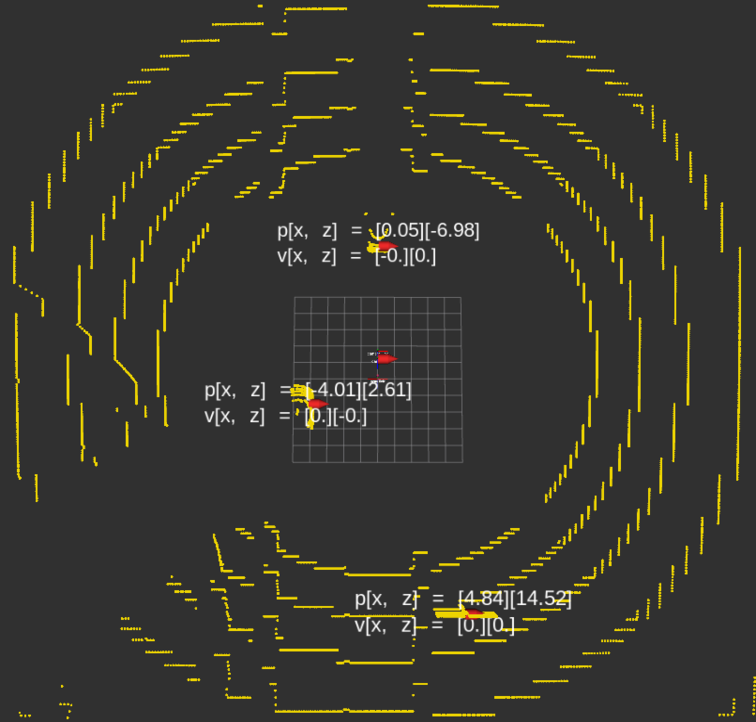 p[x, z] = [0.05][-6.98]
v[x, z] = [-0.][0.]
p[x, z] = [-4.01][2.61]
v[x, z] = [0.][-0.]
p[x, z] = [4.84][14.52]
v[x, z] = [0.][0.]